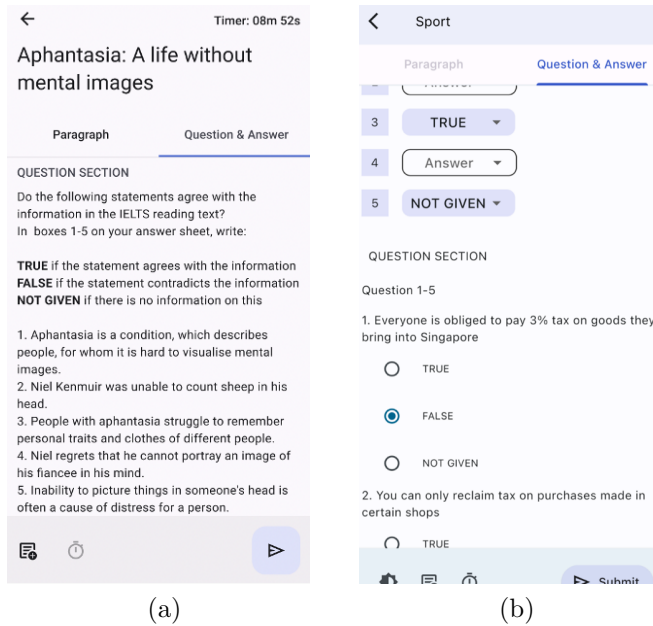 Timer: 08m 52s
Aphantasia: A life without
mental images
Paragraph
Question & Answer
QUESTION SECTION
Do the following statements agree with the
information in the IELTS reading text?
In boxes 1-5 on your answer sheet, write:
TRUE if the statement agrees with the information
FALSE if the statement contradicts the information
NOT GIVEN if there is no information on this
1. Aphantasia is a condition, which describes
people, for whom it is hard to visualise mental
images.
2. Niel Kenmuir was unable to count sheep in his
head.
3. People with aphantasia struggle to remember
personal traits and clothes of different people.
4. Niel regrets that he cannot portray an image of
his fiancee in his mind.
5. Inability to picture things in someone's head is
often a cause of distress for a person.
(a)
Sport
Paragraph
Question & Answer
3 TRUE
4 Answer
5 NOT GIVEN
QUESTION SECTION
Question 1-5
1. Everyone is obliged to pay 3% tax on goods they
bring into Singapore
TRUE
FALSE
NOT GIVEN
2. You can only reclaim tax on purchases made in
certain shops
TRUE
Submit
(b)